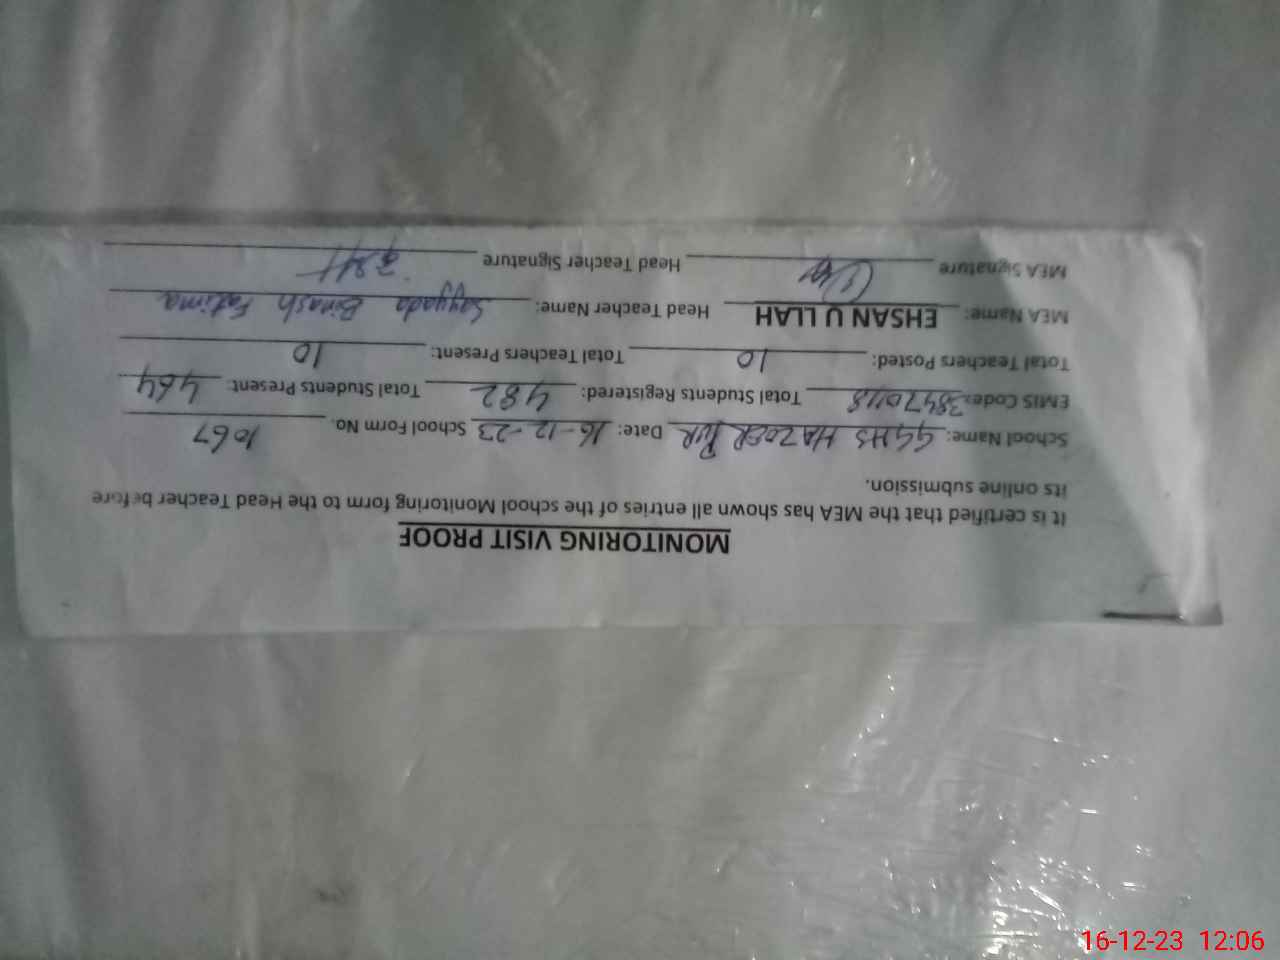 MONITORING VISIT PROOF
It is certified that the MEA has shown all entries of the school Monitoring form to the Head Teacher before
its online submission.
School Name: GGHS HAZOER PUR Date: 16-12-23 School Form No. 1067
EMIS Code: 38470118 Total Students Registered: 482 Total Students Present: 464
Total Teachers Posted: 10 Total Teachers Present: 10
MEA Name: EHSAN U LLAH Head Teacher Name: Sayyada Binash Fatima
MEA Signature Head Teacher Signature
16-12-23 12:06